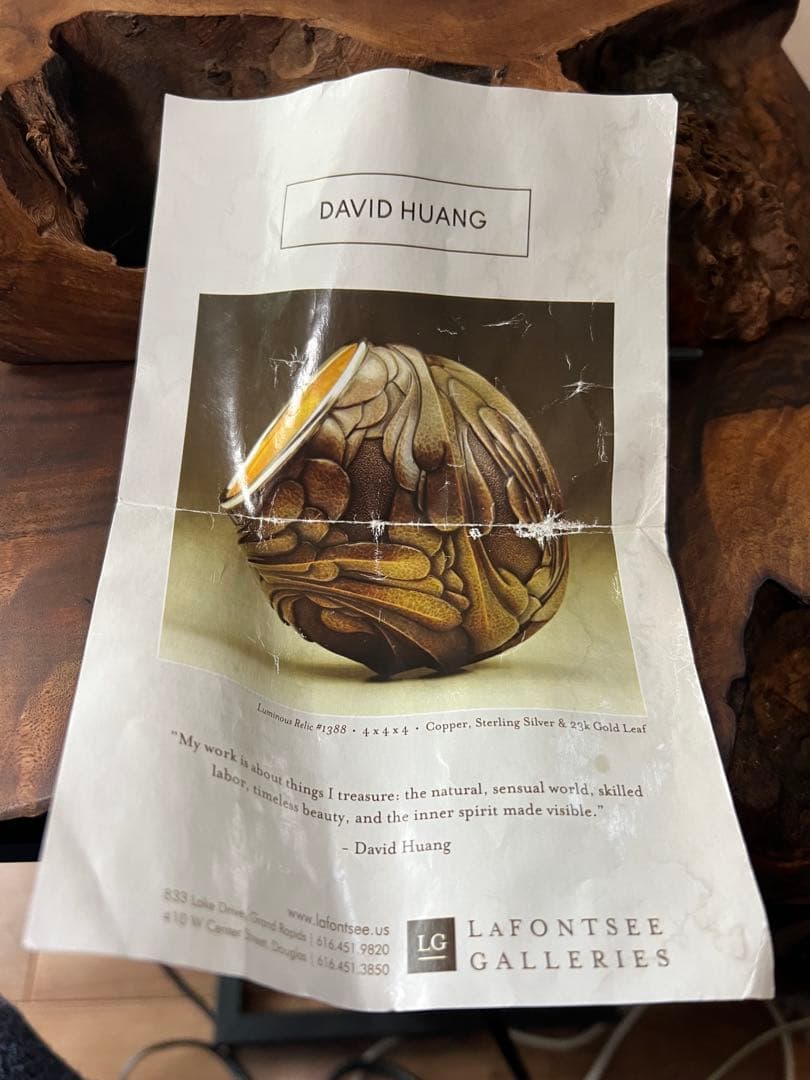 DAVID HUANG
Luminous Relic #1388 • 4 x 4 x 4 • Copper, Sterling Silver & 23k Gold Leaf
"My work is about things I treasure: the natural, sensual world, skilled
labor, timeless beauty, and the inner spirit made visible."
- David Huang
www.lafontsee.us
833 Lake Drive, Grand Rapids | 616.451.9820
410 W Center Street, Douglas | 616.451.3850
LG
LAFONTSEE
GALLERIES